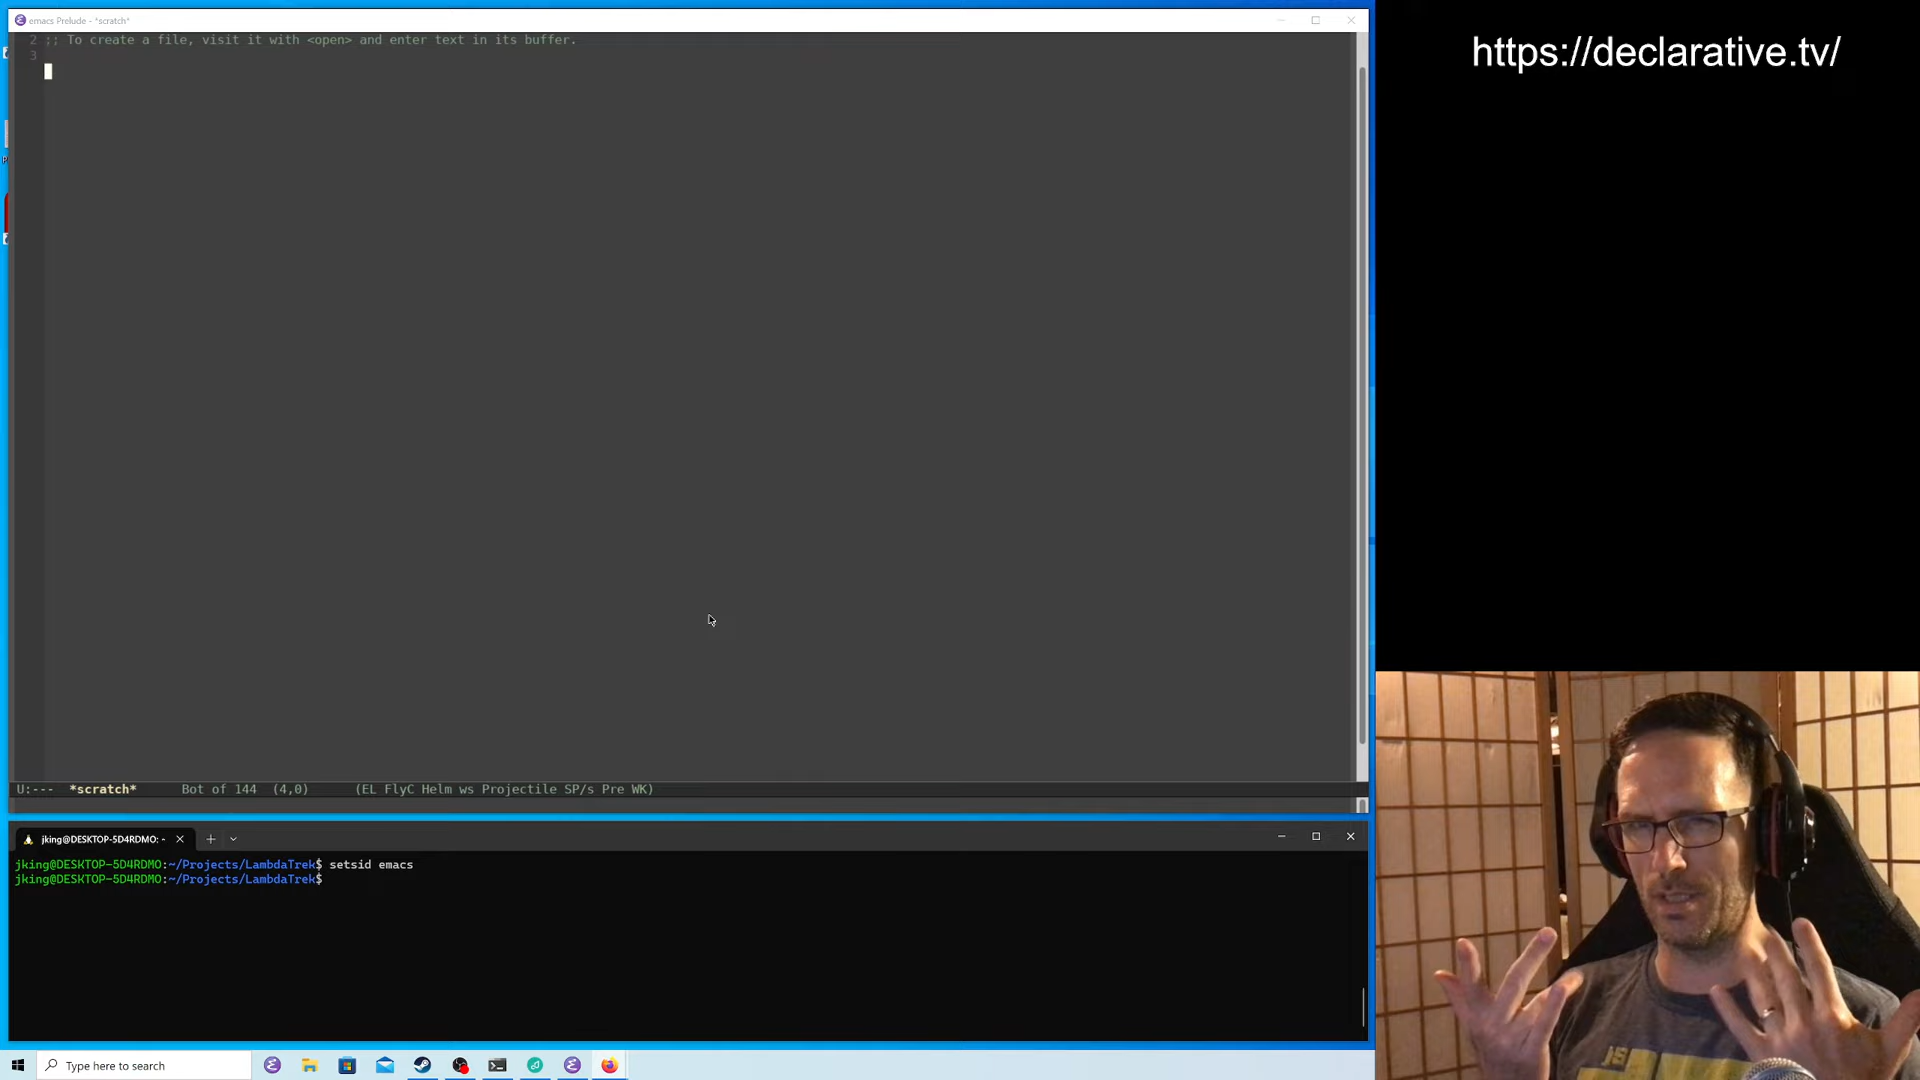 emacs Prelude - *scratch*
https://declarative.tv/
2 ;; To create a file, visit it with <open> and enter text in its buffer.
3
U:--- *scratch* Bot of 144 (4,0) (EL FlyC Helm ws Projectile SP/s Pre WK)
jking@DESKTOP-5D4RDMO: ~
jking@DESKTOP-5D4RDMO:~/Projects/LambdaTrek$ setsid emacs
jking@DESKTOP-5D4RDMO:~/Projects/LambdaTrek$
Type here to search